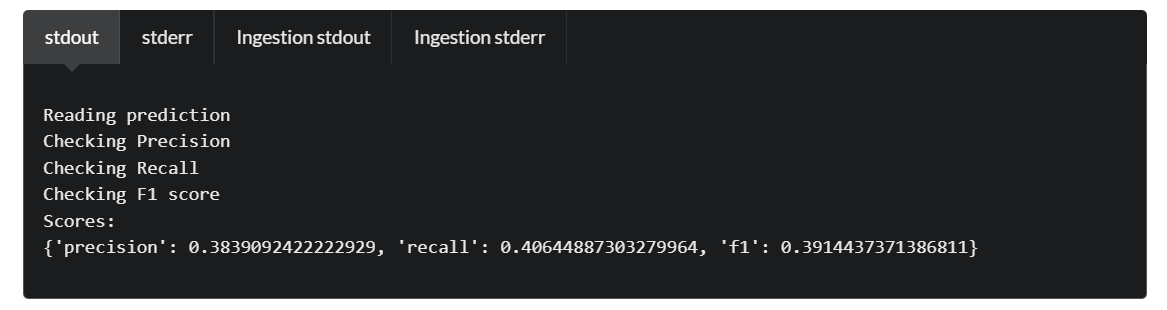 stdout stderr Ingestion stdout Ingestion stderr
Reading prediction
Checking Precision
Checking Recall
Checking F1 score
Scores:
{'precision': 0.3839092422222929, 'recall': 0.40644887303279964, 'f1': 0.3914437371386811}